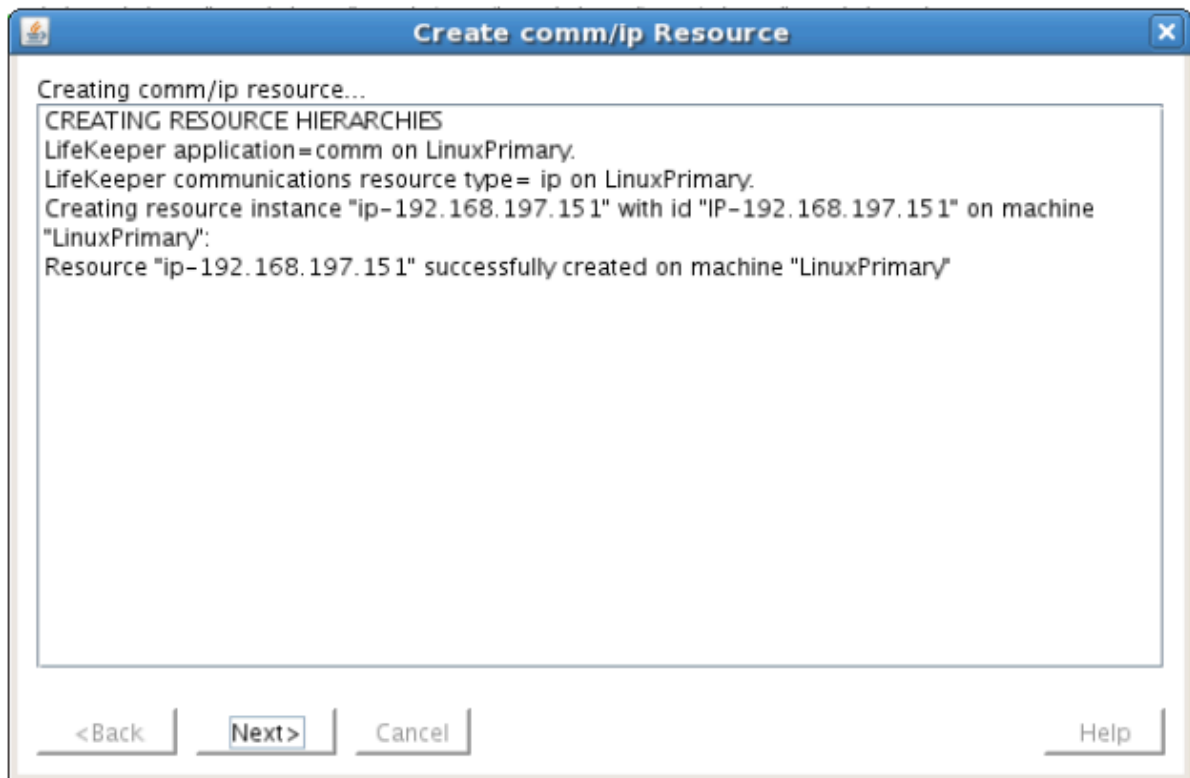 Create comm/ip Resource
Creating comm/ip resource...
CREATING RESOURCE HIERARCHIES
LifeKeeper application=comm on LinuxPrimary.
LifeKeeper communications resource type= ip on LinuxPrimary.
Creating resource instance "ip-192.168.197.151" with id "IP-192.168.197.151" on machine
"LinuxPrimary":
Resource "ip-192.168.197.151" successfully created on machine "LinuxPrimary"
<Back Next> Cancel Help